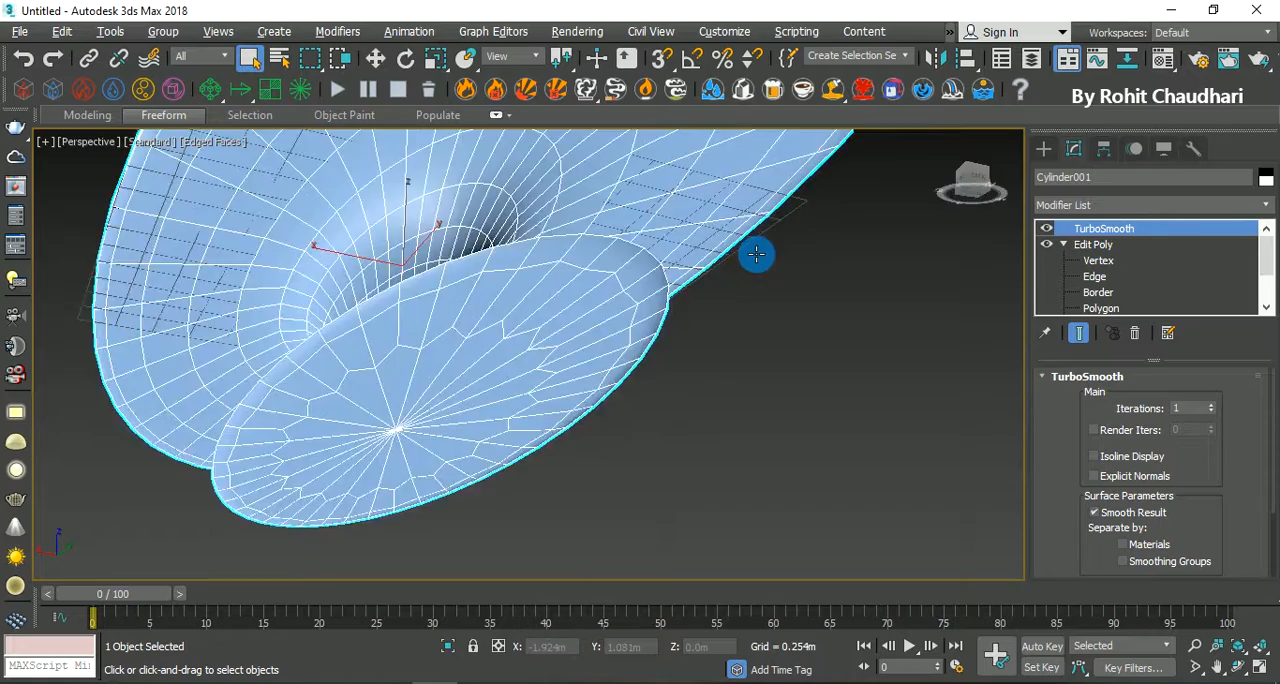 Untitled - Autodesk 3ds Max 2018
File Edit Tools Group Views Create Modifiers Animation Graph Editors Rendering Civil View Customize Scripting Content » Sign In Workspaces: Default
All View Create Selection Se
By Rohit Chaudhari
Modeling Freeform Selection Object Paint Populate
[+] [Perspective] [Standard] [Edged Faces]
Cylinder001
Modifier List
TurboSmooth
Edit Poly
Vertex
Edge
Border
Polygon
TurboSmooth
Main
Iterations: 1
Render Iters: 0
Isoline Display
Explicit Normals
Surface Parameters
Smooth Result
Separate by:
Materials
Smoothing Groups
z
x
y
z
< 0 / 100 >
0 5 10 15 20 25 30 35 40 45 50 55 60 65 70 75 80 85 90 95 100
1 Object Selected X: -1.924m Y: 1.081m Z: 0.0m Grid = 0.254m Auto Key Selected
MAXScript Mi: Click or click-and-drag to select objects Add Time Tag 0 Set Key Key Filters...